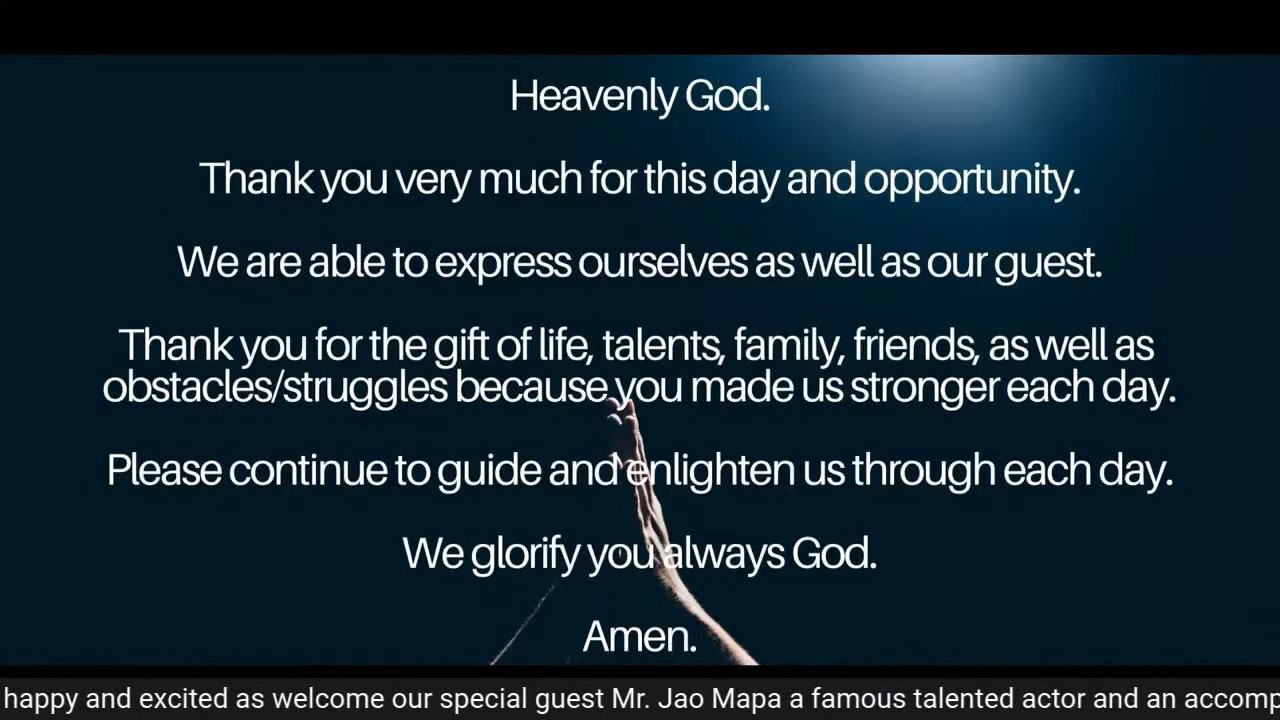 Heavenly God.
Thank you very much for this day and opportunity.
We are able to express ourselves as well as our guest.
Thank you for the gift of life, talents, family, friends, as well as
obstacles/struggles because you made us stronger each day.
Please continue to guide and enlighten us through each day.
We glorify you always God.
Amen.
happy and excited as welcome our special guest Mr. Jao Mapa a famous talented actor and an accomp